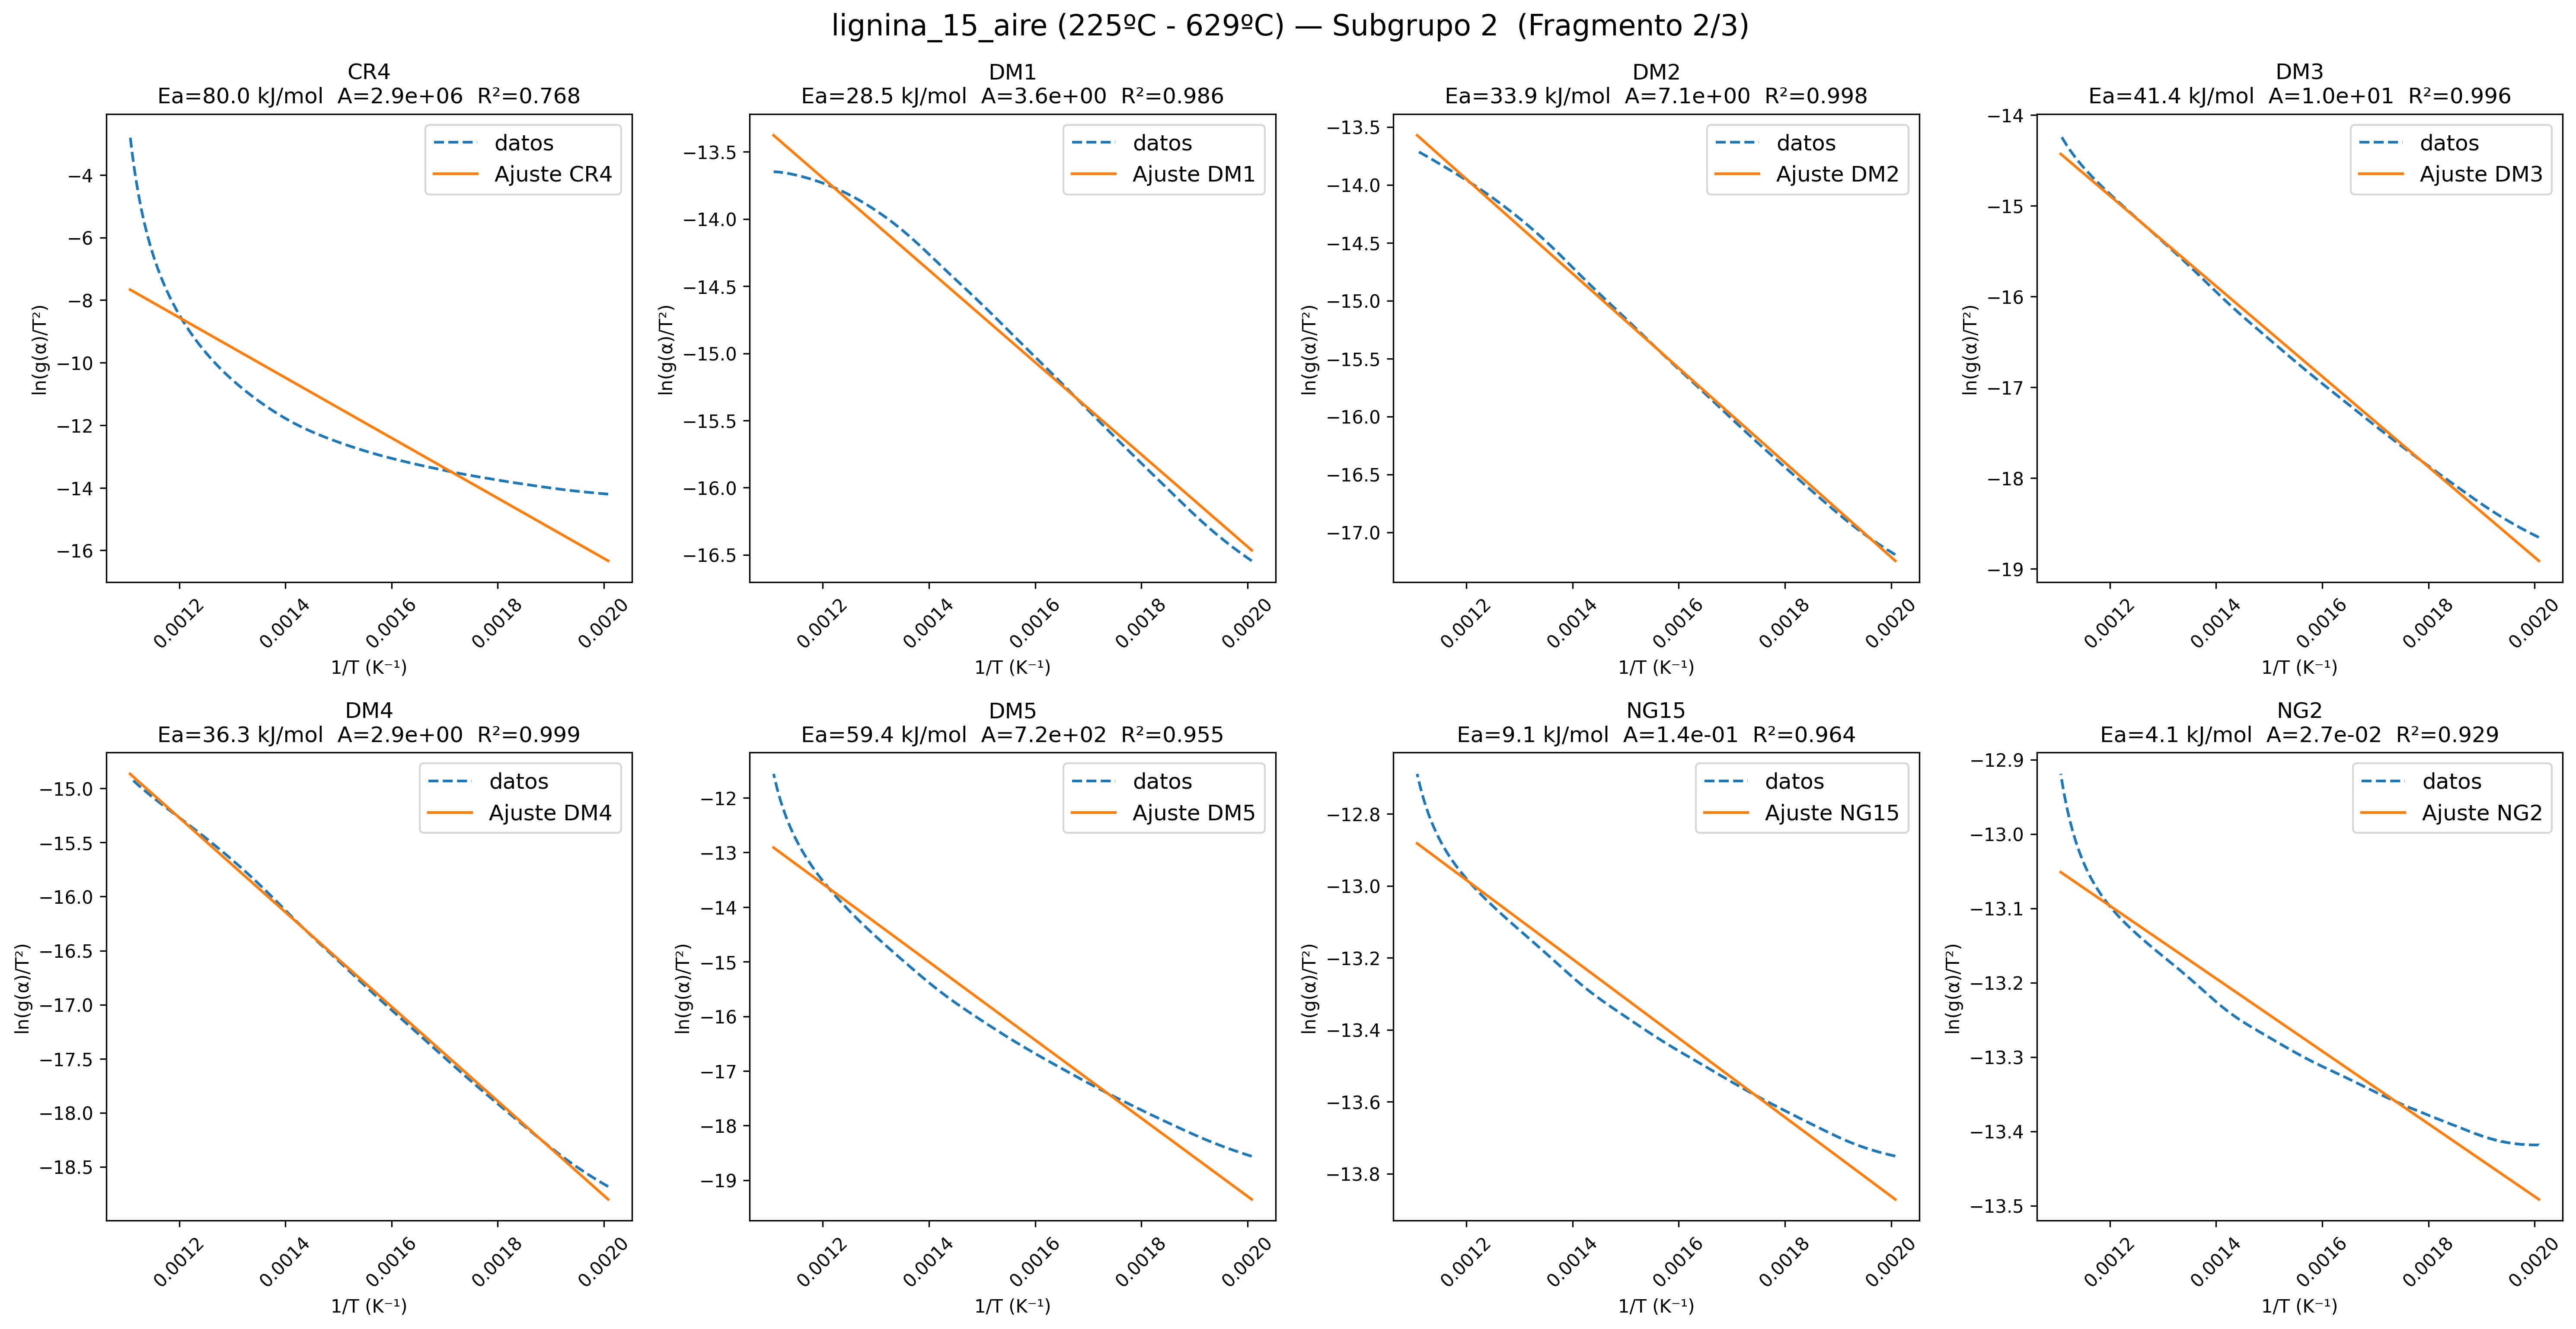 lignina_15_aire (225ºC - 629ºC) — Subgrupo 2  (Fragmento 2/3)
CR4
Ea=80.0 kJ/mol  A=2.9e+06  R²=0.768
datos
Ajuste CR4
−4
−6
−8
−10
−12
−14
−16
ln(g(α)/T²)
0.0012
0.0014
0.0016
0.0018
0.0020
1/T (K⁻¹)
DM1
Ea=28.5 kJ/mol  A=3.6e+00  R²=0.986
datos
Ajuste DM1
−13.5
−14.0
−14.5
−15.0
−15.5
−16.0
−16.5
ln(g(α)/T²)
0.0012
0.0014
0.0016
0.0018
0.0020
1/T (K⁻¹)
DM2
Ea=33.9 kJ/mol  A=7.1e+00  R²=0.998
datos
Ajuste DM2
−13.5
−14.0
−14.5
−15.0
−15.5
−16.0
−16.5
−17.0
ln(g(α)/T²)
0.0012
0.0014
0.0016
0.0018
0.0020
1/T (K⁻¹)
DM3
Ea=41.4 kJ/mol  A=1.0e+01  R²=0.996
datos
Ajuste DM3
−14
−15
−16
−17
−18
−19
ln(g(α)/T²)
0.0012
0.0014
0.0016
0.0018
0.0020
1/T (K⁻¹)
DM4
Ea=36.3 kJ/mol  A=2.9e+00  R²=0.999
datos
Ajuste DM4
−15.0
−15.5
−16.0
−16.5
−17.0
−17.5
−18.0
−18.5
ln(g(α)/T²)
0.0012
0.0014
0.0016
0.0018
0.0020
1/T (K⁻¹)
DM5
Ea=59.4 kJ/mol  A=7.2e+02  R²=0.955
datos
Ajuste DM5
−12
−13
−14
−15
−16
−17
−18
−19
ln(g(α)/T²)
0.0012
0.0014
0.0016
0.0018
0.0020
1/T (K⁻¹)
NG15
Ea=9.1 kJ/mol  A=1.4e-01  R²=0.964
datos
Ajuste NG15
−12.8
−13.0
−13.2
−13.4
−13.6
−13.8
ln(g(α)/T²)
0.0012
0.0014
0.0016
0.0018
0.0020
1/T (K⁻¹)
NG2
Ea=4.1 kJ/mol  A=2.7e-02  R²=0.929
datos
Ajuste NG2
−12.9
−13.0
−13.1
−13.2
−13.3
−13.4
−13.5
ln(g(α)/T²)
0.0012
0.0014
0.0016
0.0018
0.0020
1/T (K⁻¹)